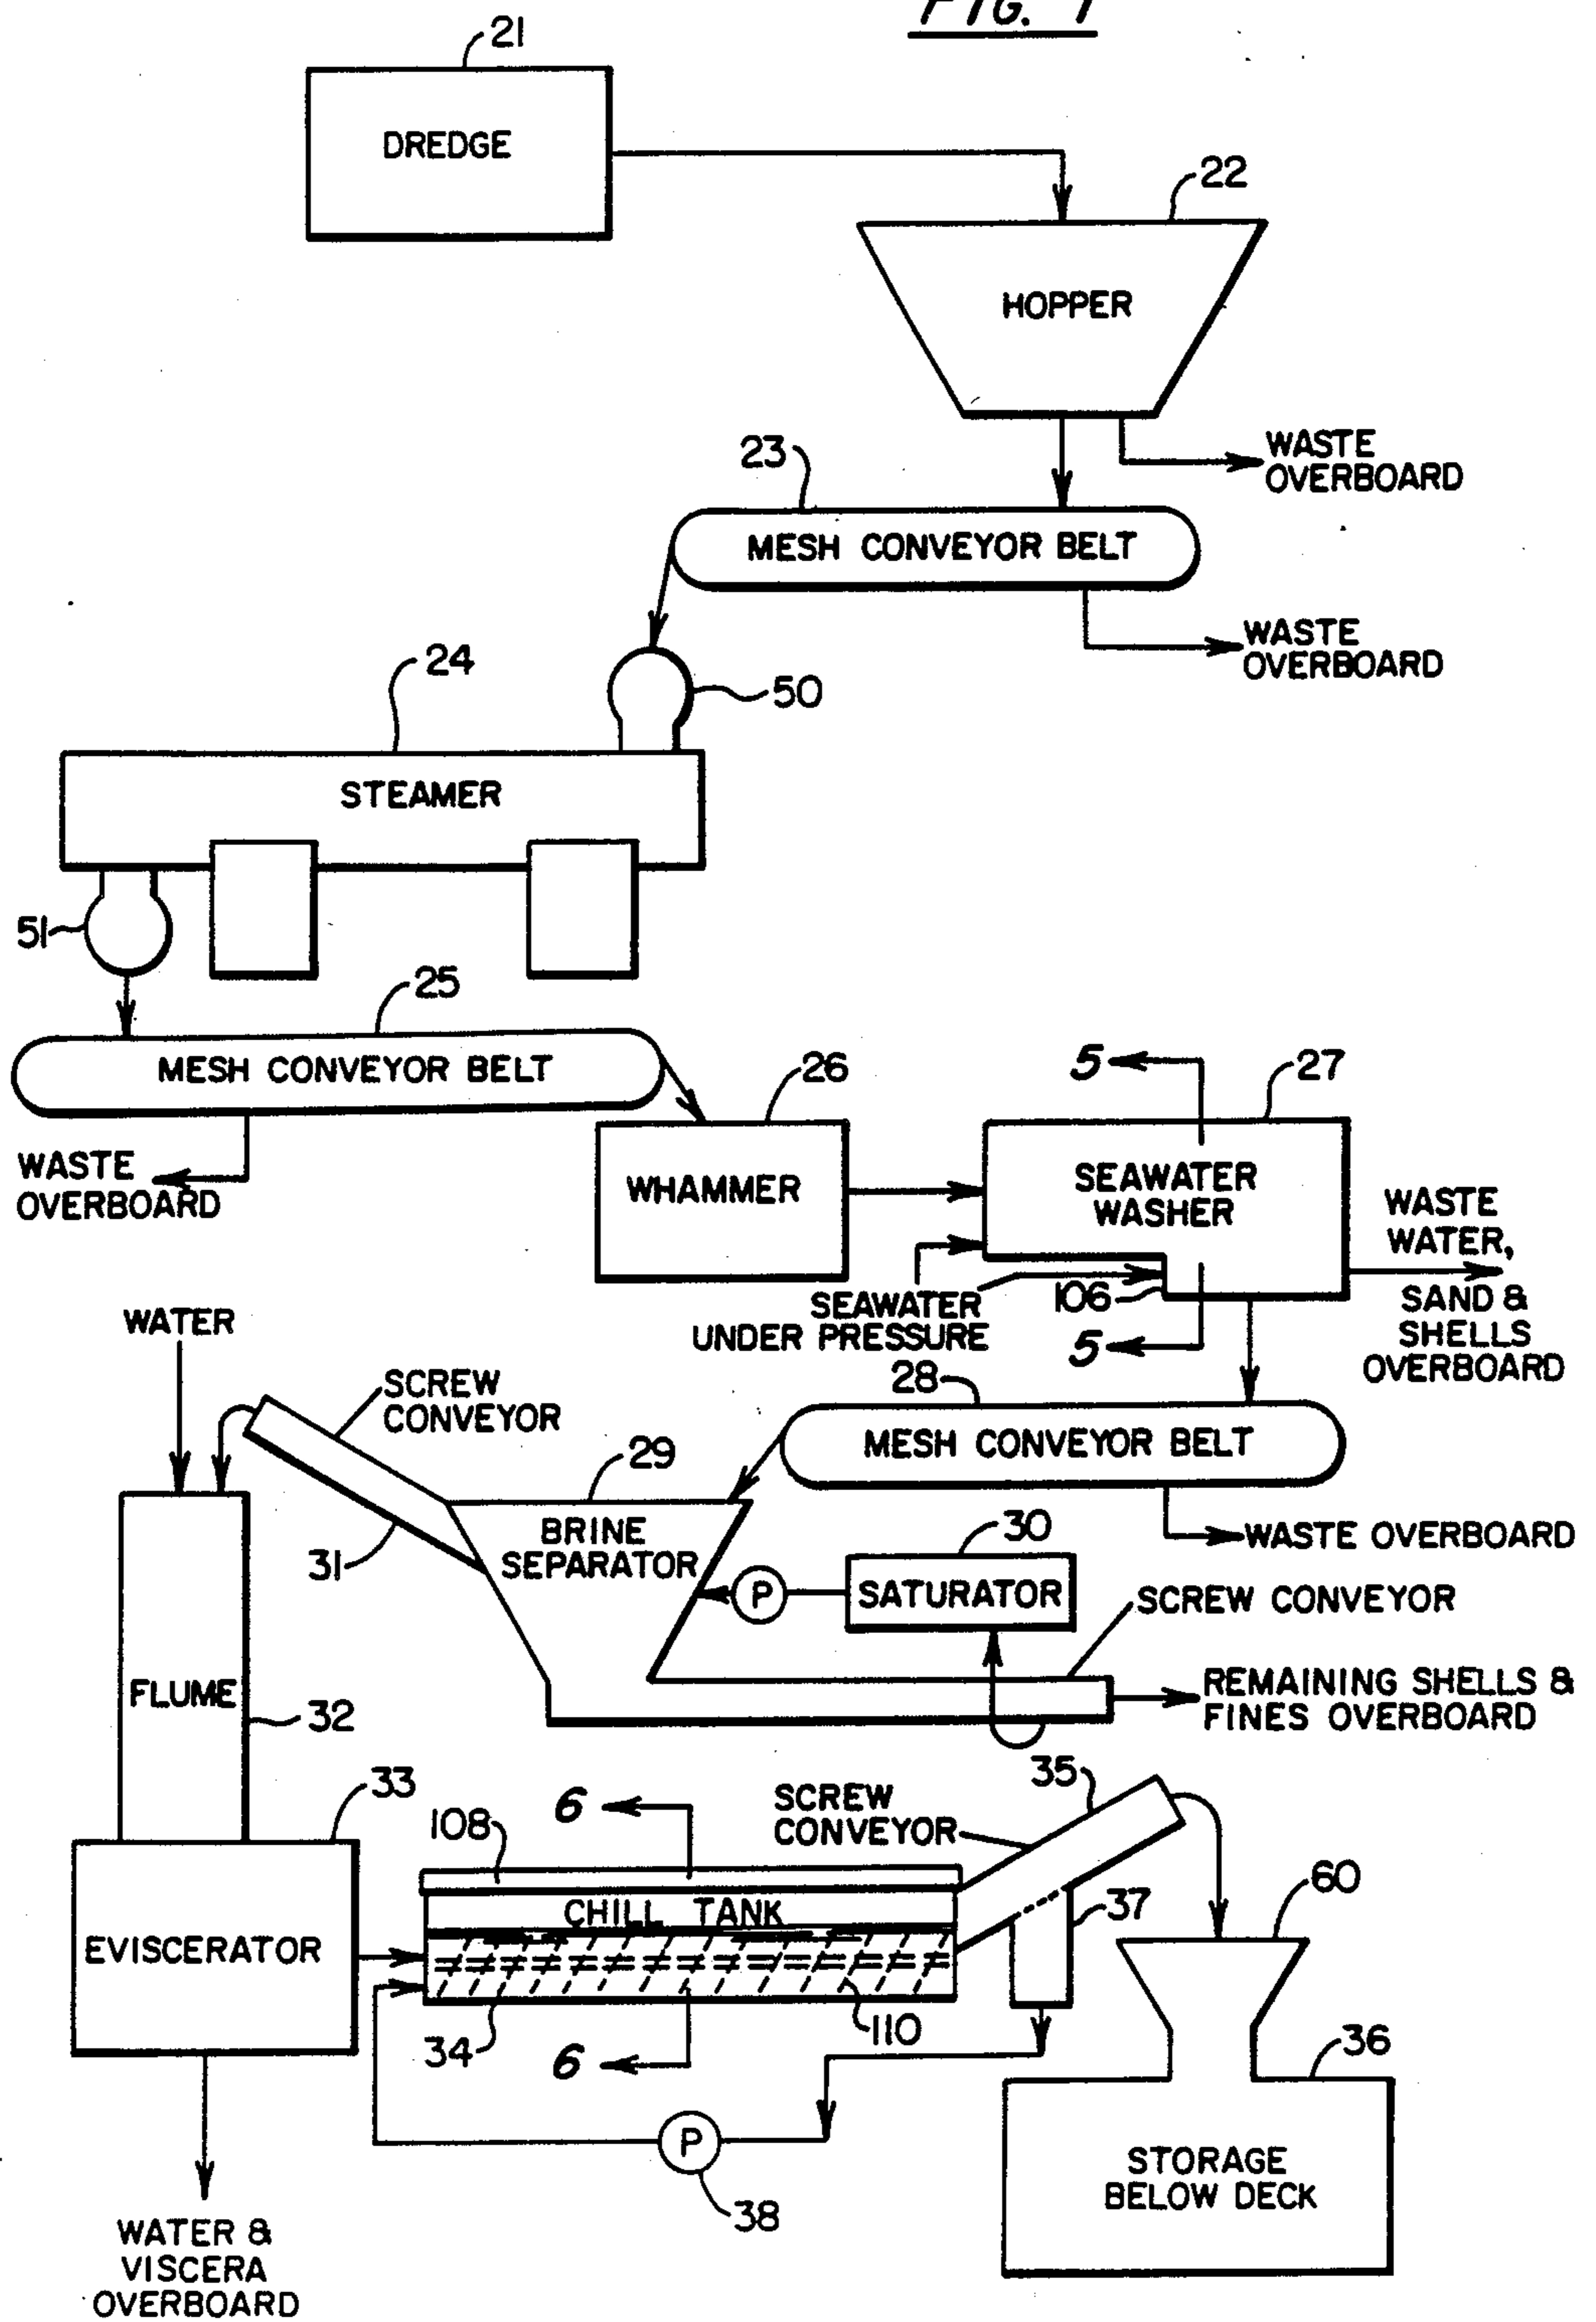 FIG. 1
21
DREDGE
22
HOPPER
WASTE
OVERBOARD
23
MESH CONVEYOR BELT
WASTE
OVERBOARD
24
50
STEAMER
51
25
MESH CONVEYOR BELT
WASTE
OVERBOARD
26
WHAMMER
5
27
SEAWATER
WASHER
WASTE
WATER,
SAND &
SHELLS
OVERBOARD
SEAWATER
UNDER PRESSURE
106
5
28
MESH CONVEYOR BELT
WASTE OVERBOARD
WATER
SCREW
CONVEYOR
31
29
BRINE
SEPARATOR
P
30
SATURATOR
SCREW CONVEYOR
REMAINING SHELLS &
FINES OVERBOARD
FLUME
32
33
EVISCERATOR
WATER &
VISCERA
OVERBOARD
108
6
CHILL TANK
34
6
110
SCREW
CONVEYOR
35
37
60
P
38
36
STORAGE
BELOW DECK